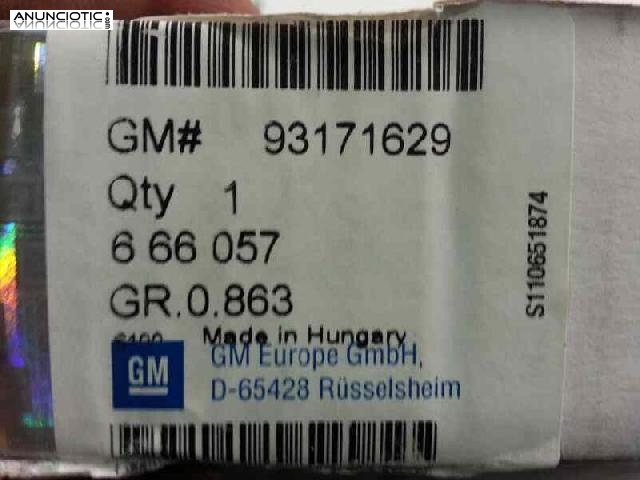 ANUNCIOTIC
GM# 93171629
Qty 1
6 66 057
GR.0.863
Made in Hungary
GM
GM Europe GmbH,
D-65428 Rüsselsheim
S110651874